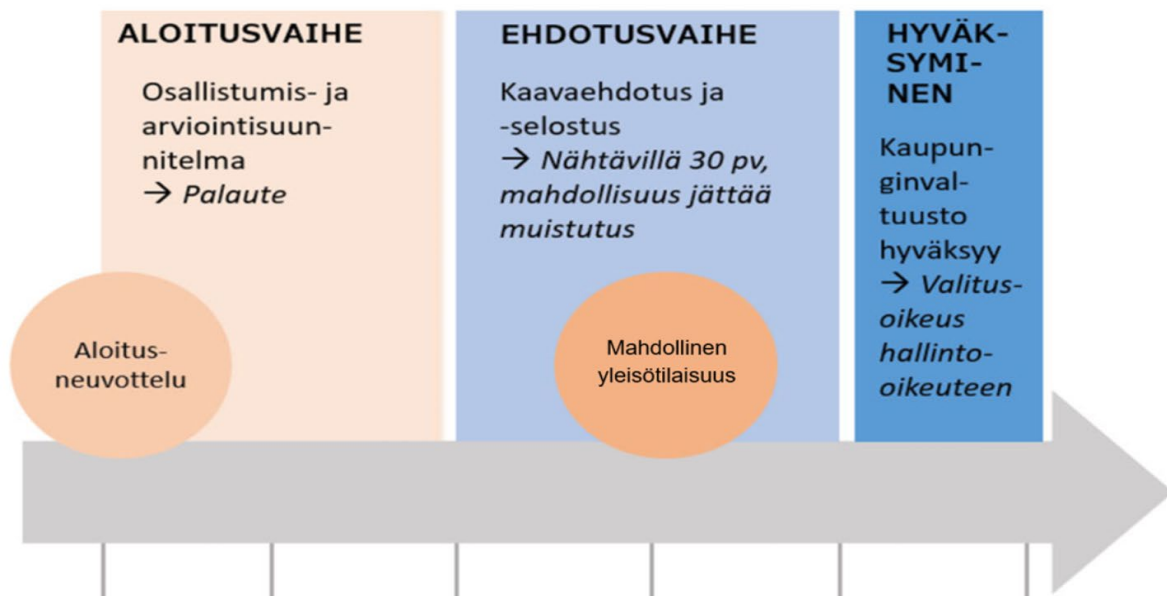 ALOITUSVAIHE
Osallistumis- ja
arviointisuun-
nitelma
→ Palaute
Aloitus-
neuvottelu
EHDOTUSVAIHE
Kaavaehdotus ja
-selostus
→ Nähtävillä 30 pv,
mahdollisuus jättää
muistutus
Mahdollinen
yleisötilaisuus
HYVÄK-
SYMI-
NEN
Kaupun-
ginval-
tuusto
hyväksyy
→ Valitus-
oikeus
hallinto-
oikeuteen